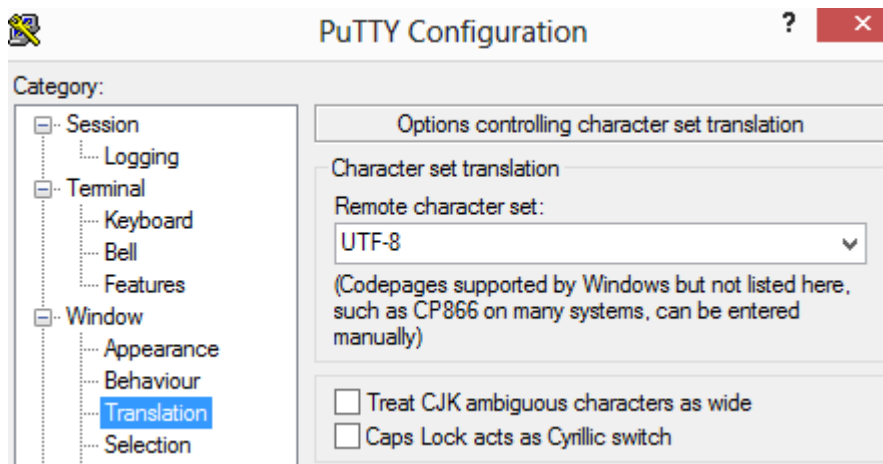 PuTTY Configuration
?
Category:
Session
Logging
Terminal
Keyboard
Bell
Features
Window
Appearance
Behaviour
Translation
Selection
Options controlling character set translation
Character set translation
Remote character set:
UTF-8
(Codepages supported by Windows but not listed here,
such as CP866 on many systems, can be entered
manually)
Treat CJK ambiguous characters as wide
Caps Lock acts as Cyrillic switch